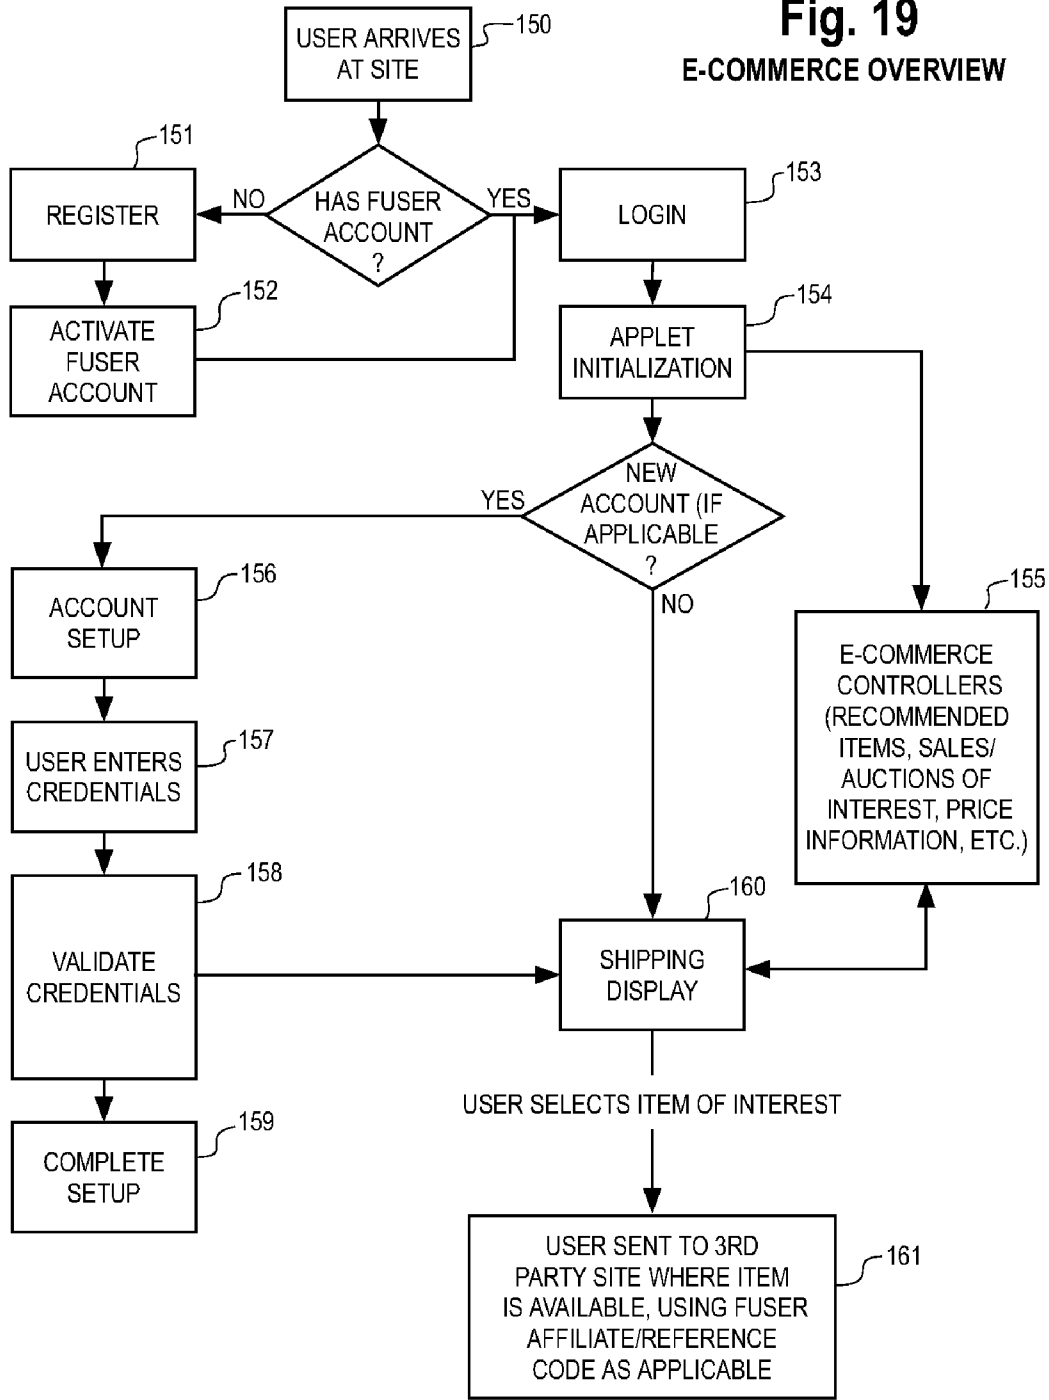 Fig. 19
E-COMMERCE OVERVIEW
USER ARRIVES
AT SITE
150
HAS FUSER
ACCOUNT
?
NO
YES
151
REGISTER
152
ACTIVATE
FUSER
ACCOUNT
153
LOGIN
154
APPLET
INITIALIZATION
NEW
ACCOUNT (IF
APPLICABLE
?
YES
NO
155
E-COMMERCE
CONTROLLERS
(RECOMMENDED
ITEMS, SALES/
AUCTIONS OF
INTEREST, PRICE
INFORMATION, ETC.)
156
ACCOUNT
SETUP
157
USER ENTERS
CREDENTIALS
158
VALIDATE
CREDENTIALS
159
COMPLETE
SETUP
160
SHIPPING
DISPLAY
USER SELECTS ITEM OF INTEREST
161
USER SENT TO 3RD
PARTY SITE WHERE ITEM
IS AVAILABLE, USING FUSER
AFFILIATE/REFERENCE
CODE AS APPLICABLE